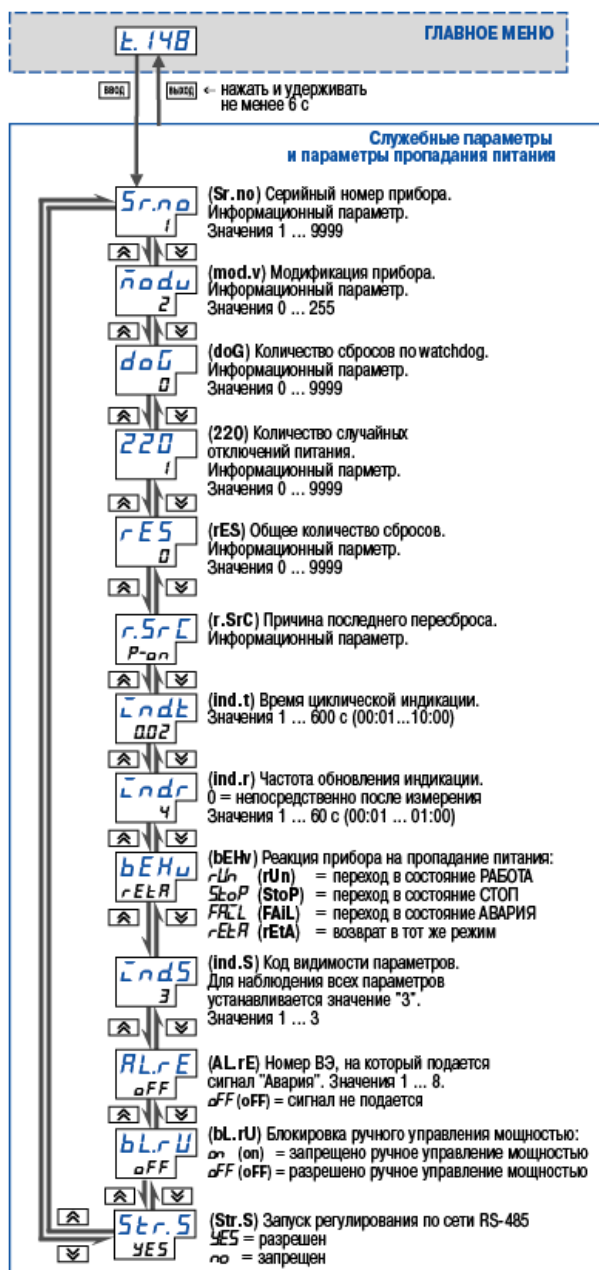 t.148
ГЛАВНОЕ МЕНЮ
ввод
выход
← нажать и удерживать
не менее 6 с
Служебные параметры
и параметры пропадания питания
Sr.no
1
(Sr.no) Серийный номер прибора.
Информационный параметр.
Значения 1 ... 9999
modv
2
(mod.v) Модификация прибора.
Информационный параметр.
Значения 0 ... 255
doG
0
(doG) Количество сбросов по watchdog.
Информационный параметр.
Значения 0 ... 9999
220
1
(220) Количество случайных
отключений питания.
Информационный парметр.
Значения 0 ... 9999
rES
0
(rES) Общее количество сбросов.
Информационный парметр.
Значения 0 ... 9999
r.SrC
P-on
(r.SrC) Причина последнего пересброса.
Информационный параметр.
indt
0.02
(ind.t) Время циклической индикации.
Значения 1 ... 600 с (00:01...10:00)
indr
4
(ind.r) Частота обновления индикации.
0 = непосредственно после измерения
Значения 1 ... 60 с (00:01 ... 01:00)
bEHv
rEtA
(bEHv) Реакция прибора на пропадание питания:
rUn (rUn) = переход в состояние РАБОТА
StoP (StoP) = переход в состояние СТОП
FAiL (FAiL) = переход в состояние АВАРИЯ
rEtA (rEtA) = возврат в тот же режим
indS
3
(ind.S) Код видимости параметров.
Для наблюдения всех параметров
устанавливается значение "3".
Значения 1 ... 3
AL.rE
oFF
(AL.rE) Номер ВЭ, на который подается
сигнал "Авария". Значения 1 ... 8.
oFF (oFF) = сигнал не подается
bL.rU
oFF
(bL.rU) Блокировка ручного управления мощностью:
on (on) = запрещено ручное управление мощностью
oFF (oFF) = разрешено ручное управление мощностью
Str.S
YES
(Str.S) Запуск регулирования по сети RS-485
YES = разрешен
no = запрещен